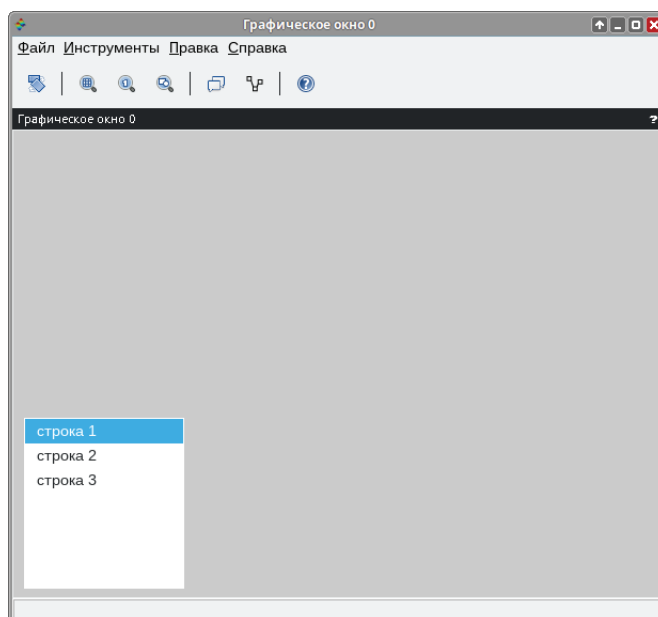 Графическое окно 0
Файл Инструменты Правка Справка
Графическое окно 0 ?
строка 1
строка 2
строка 3